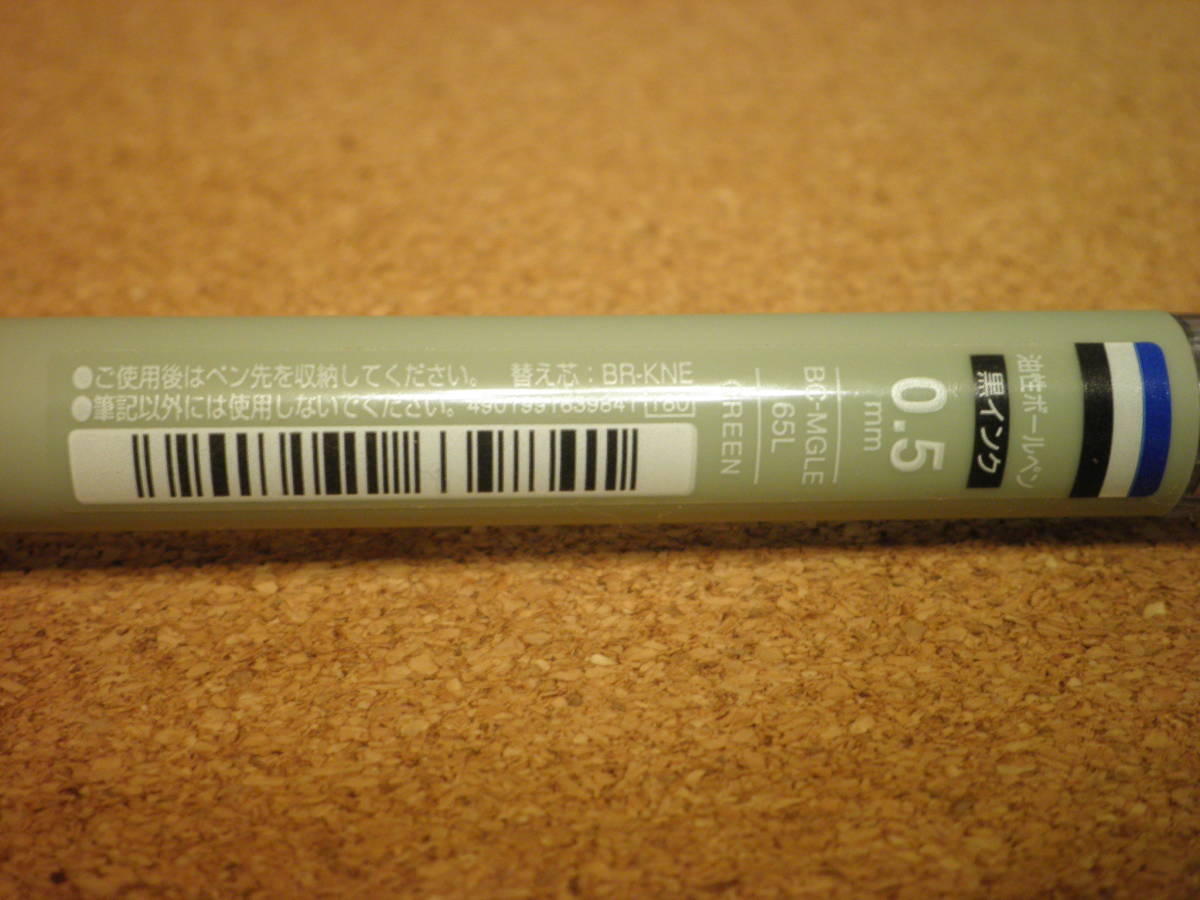 ●ご使用後はペン先を収納してください。 替え芯：BR-KNE
●筆記以外には使用しないでください。 4901991659641 180
油性ボールペン
黒インク
0.5
mm
BC-MGLE
65L
GREEN